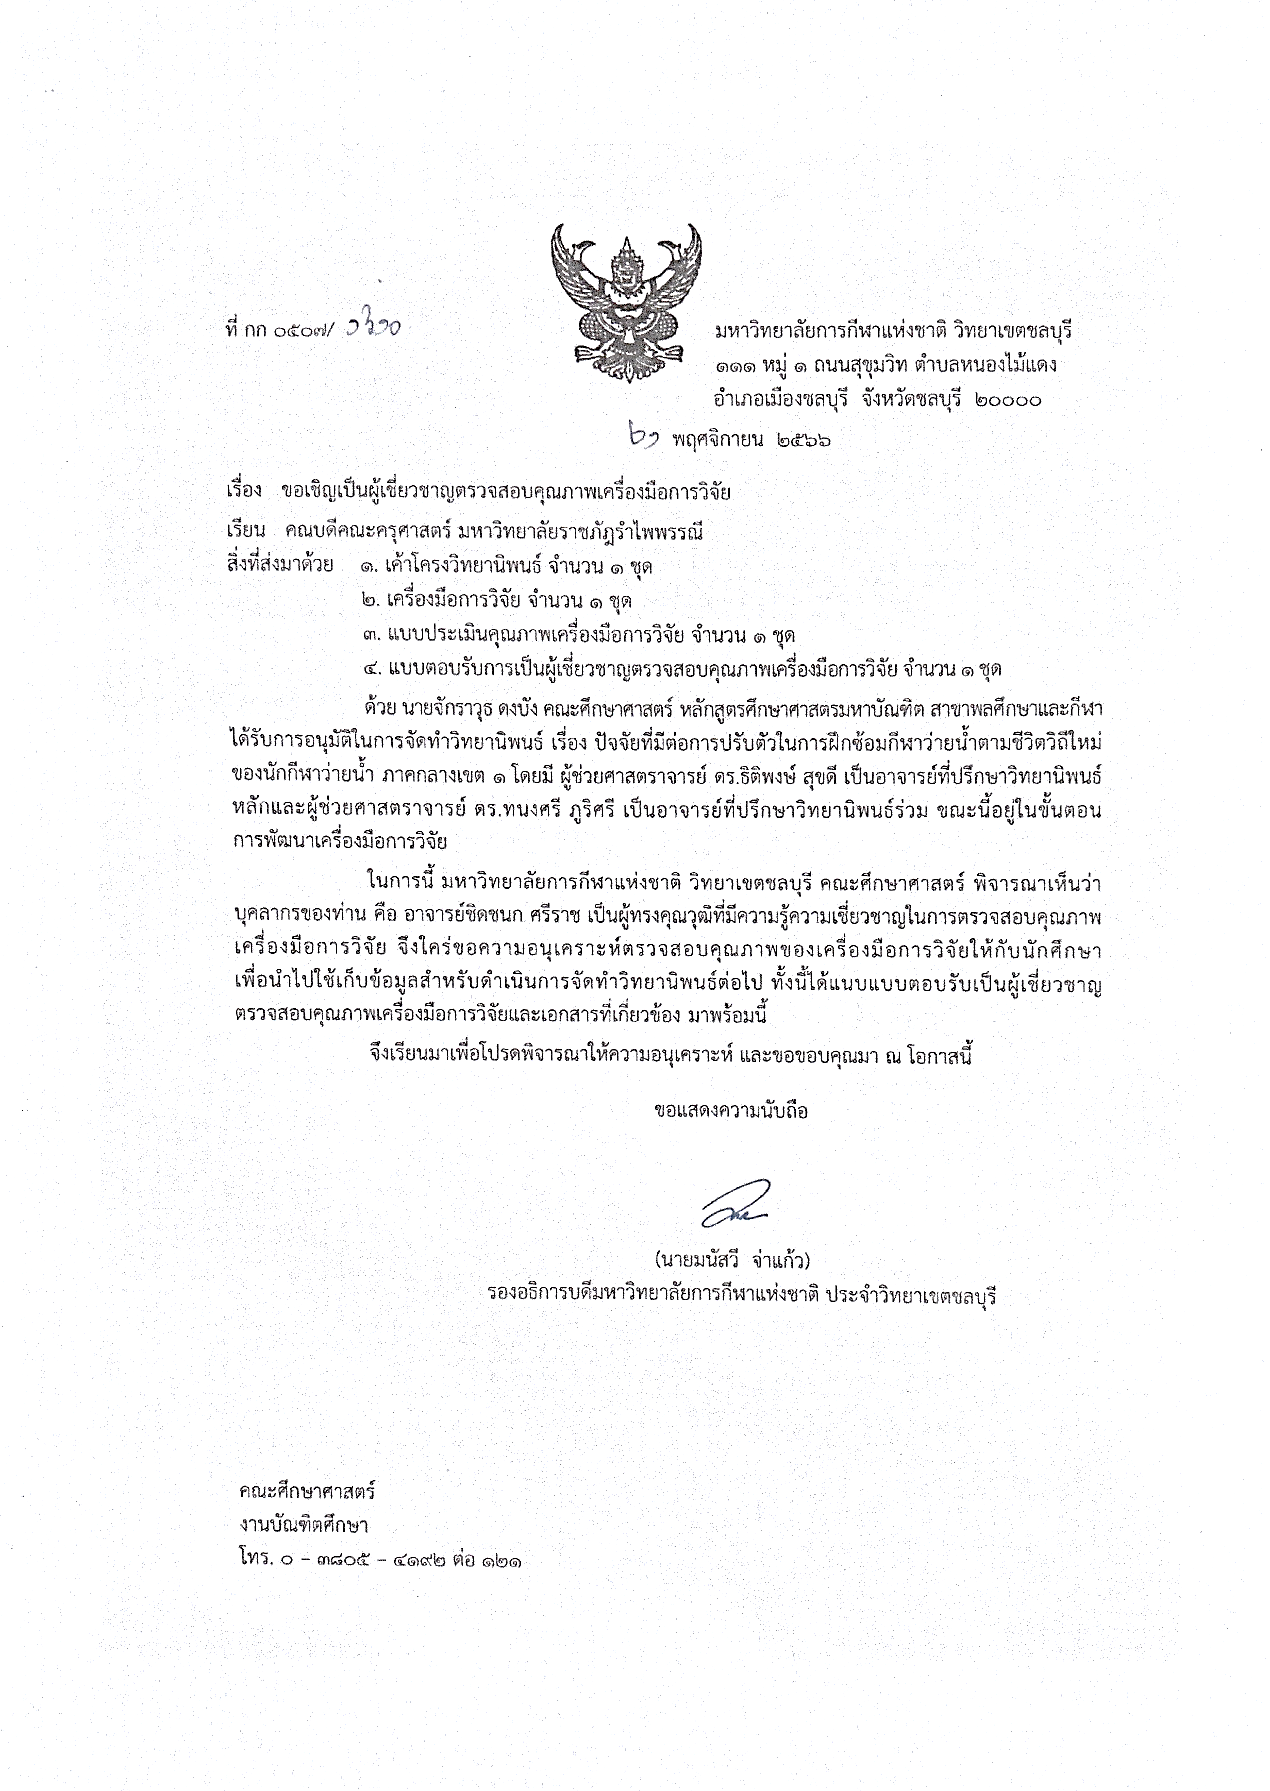 ที่ กก ๐๕๐๗/
มหาวิทยาลัยการกีฬาแห่งชาติ วิทยาเขตชลบุรี
๑๑๑ หมู่ ๑ ถนนสุขุมวิท ตำบลหนองไม้แดง
อำเภอเมืองชลบุรี จังหวัดชลบุรี ๒๐๐๐๐
๒๑ พฤศจิกายน ๒๕๖๖
เรื่อง ขอเชิญเป็นผู้เชี่ยวชาญตรวจสอบคุณภาพเครื่องมือการวิจัย
เรียน คณบดีคณะครุศาสตร์ มหาวิทยาลัยราชภัฏรำไพพรรณี
สิ่งที่ส่งมาด้วย ๑. เค้าโครงวิทยานิพนธ์ จำนวน ๑ ชุด
๒. เครื่องมือการวิจัย จำนวน ๑ ชุด
๓. แบบประเมินคุณภาพเครื่องมือการวิจัย จำนวน ๑ ชุด
๔. แบบตอบรับการเป็นผู้เชี่ยวชาญตรวจสอบคุณภาพเครื่องมือการวิจัย จำนวน ๑ ชุด
ด้วย นายจักราวุธ ดงบัง คณะศึกษาศาสตร์ หลักสูตรศึกษาศาสตรมหาบัณฑิต สาขาพลศึกษาและกีฬา
ได้รับการอนุมัติในการจัดทำวิทยานิพนธ์ เรื่อง ปัจจัยที่มีต่อการปรับตัวในการฝึกซ้อมกีฬาว่ายน้ำตามชีวิตวิถีใหม่
ของนักกีฬาว่ายน้ำ ภาคกลางเขต ๑ โดยมี ผู้ช่วยศาสตราจารย์ ดร.ธิติพงษ์ สุขดี เป็นอาจารย์ที่ปรึกษาวิทยานิพนธ์
หลักและผู้ช่วยศาสตราจารย์ ดร.ทนงศรี ภูริศรี เป็นอาจารย์ที่ปรึกษาวิทยานิพนธ์ร่วม ขณะนี้อยู่ในขั้นตอน
การพัฒนาเครื่องมือการวิจัย
ในการนี้ มหาวิทยาลัยการกีฬาแห่งชาติ วิทยาเขตชลบุรี คณะศึกษาศาสตร์ พิจารณาเห็นว่า
บุคลากรของท่าน คือ อาจารย์ชิดชนก ศรีราช เป็นผู้ทรงคุณวุฒิที่มีความรู้ความเชี่ยวชาญในการตรวจสอบคุณภาพ
เครื่องมือการวิจัย จึงใคร่ขอความอนุเคราะห์ตรวจสอบคุณภาพของเครื่องมือการวิจัยให้กับนักศึกษา
เพื่อนำไปใช้เก็บข้อมูลสำหรับดำเนินการจัดทำวิทยานิพนธ์ต่อไป ทั้งนี้ได้แนบแบบตอบรับเป็นผู้เชี่ยวชาญ
ตรวจสอบคุณภาพเครื่องมือการวิจัยและเอกสารที่เกี่ยวข้อง มาพร้อมนี้
จึงเรียนมาเพื่อโปรดพิจารณาให้ความอนุเคราะห์ และขอขอบคุณมา ณ โอกาสนี้
ขอแสดงความนับถือ
(นายมนัสวี จ่าแก้ว)
รองอธิการบดีมหาวิทยาลัยการกีฬาแห่งชาติ ประจำวิทยาเขตชลบุรี
คณะศึกษาศาสตร์
งานบัณฑิตศึกษา
โทร. ๐ - ๓๘๐๕ - ๔๑๙๒ ต่อ ๑๒๑